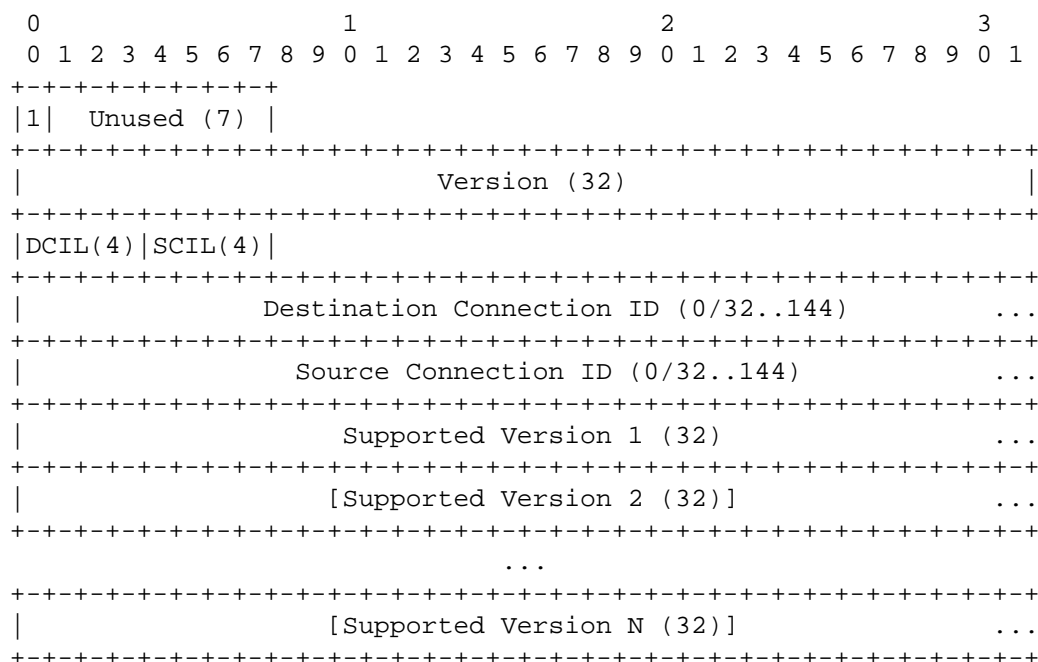 0                   1                   2                   3
 0 1 2 3 4 5 6 7 8 9 0 1 2 3 4 5 6 7 8 9 0 1 2 3 4 5 6 7 8 9 0 1
+-+-+-+-+-+-+-+-+
|1|  Unused (7) |
+-+-+-+-+-+-+-+-+-+-+-+-+-+-+-+-+-+-+-+-+-+-+-+-+-+-+-+-+-+-+-+-+
|                          Version (32)                         |
+-+-+-+-+-+-+-+-+-+-+-+-+-+-+-+-+-+-+-+-+-+-+-+-+-+-+-+-+-+-+-+-+
|DCIL(4)|SCIL(4)|
+-+-+-+-+-+-+-+-+-+-+-+-+-+-+-+-+-+-+-+-+-+-+-+-+-+-+-+-+-+-+-+-+
|               Destination Connection ID (0/32..144)         ...
+-+-+-+-+-+-+-+-+-+-+-+-+-+-+-+-+-+-+-+-+-+-+-+-+-+-+-+-+-+-+-+-+
|                 Source Connection ID (0/32..144)            ...
+-+-+-+-+-+-+-+-+-+-+-+-+-+-+-+-+-+-+-+-+-+-+-+-+-+-+-+-+-+-+-+-+
|                    Supported Version 1 (32)                 ...
+-+-+-+-+-+-+-+-+-+-+-+-+-+-+-+-+-+-+-+-+-+-+-+-+-+-+-+-+-+-+-+-+
|                   [Supported Version 2 (32)]                ...
+-+-+-+-+-+-+-+-+-+-+-+-+-+-+-+-+-+-+-+-+-+-+-+-+-+-+-+-+-+-+-+-+
                              ...
+-+-+-+-+-+-+-+-+-+-+-+-+-+-+-+-+-+-+-+-+-+-+-+-+-+-+-+-+-+-+-+-+
|                   [Supported Version N (32)]                ...
+-+-+-+-+-+-+-+-+-+-+-+-+-+-+-+-+-+-+-+-+-+-+-+-+-+-+-+-+-+-+-+-+